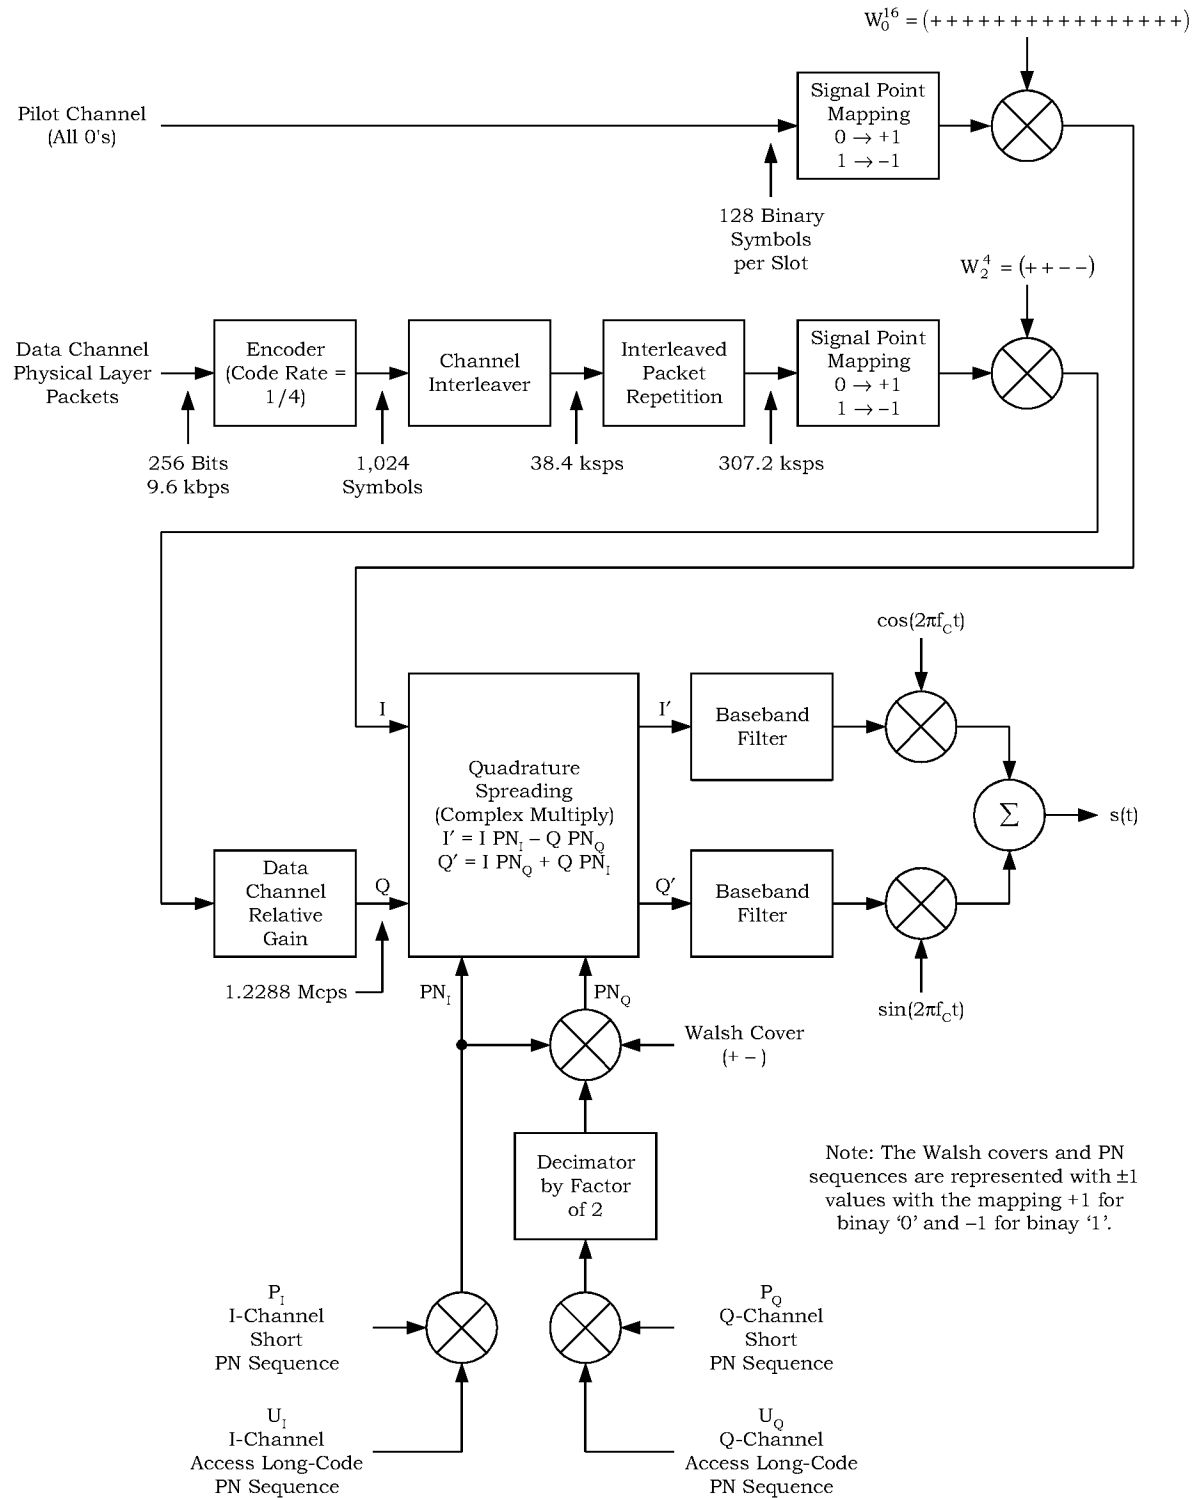 W₀¹⁶ = (+ + + + + + + + + + + + + + + +)
Pilot Channel
(All 0's)
Signal Point
Mapping
0 → +1
1 → –1
128 Binary
Symbols
per Slot
W₂⁴ = (+ + – –)
Data Channel
Physical Layer
Packets
Encoder
(Code Rate =
1/4)
Channel
Interleaver
Interleaved
Packet
Repetition
Signal Point
Mapping
0 → +1
1 → –1
256 Bits
9.6 kbps
1,024
Symbols
38.4 ksps
307.2 ksps
cos(2πf_Ct)
I
I′
Baseband
Filter
Quadrature
Spreading
(Complex Multiply)
I′ = I PN_I – Q PN_Q
Q′ = I PN_Q + Q PN_I
Σ
s(t)
Data
Channel
Relative
Gain
Q
Q′
Baseband
Filter
1.2288 Mcps
PN_I
PN_Q
sin(2πf_Ct)
Walsh Cover
(+ –)
Decimator
by Factor
of 2
Note: The Walsh covers and PN
sequences are represented with ±1
values with the mapping +1 for
binay ‘0’ and –1 for binay ‘1’.
P_I
I-Channel
Short
PN Sequence
P_Q
Q-Channel
Short
PN Sequence
U_I
I-Channel
Access Long-Code
PN Sequence
U_Q
Q-Channel
Access Long-Code
PN Sequence